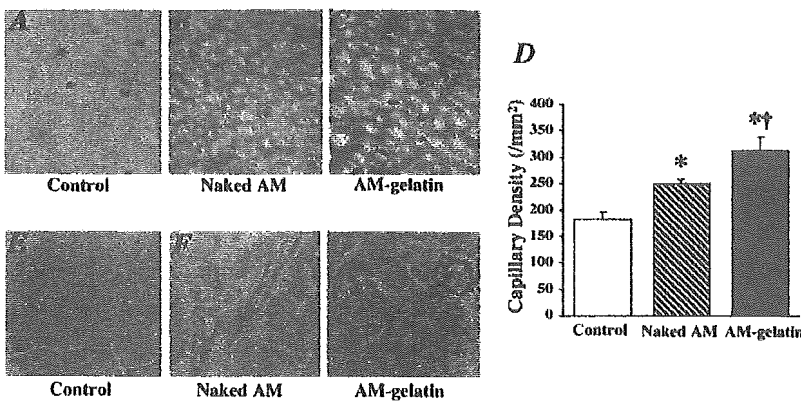 A
Control Naked AM AM-gelatin
E F
Control Naked AM AM-gelatin
D
Capillary Density (/mm²)
400
350
300
250
200
150
100
50
0
*
*†
Control Naked AM AM-gelatin